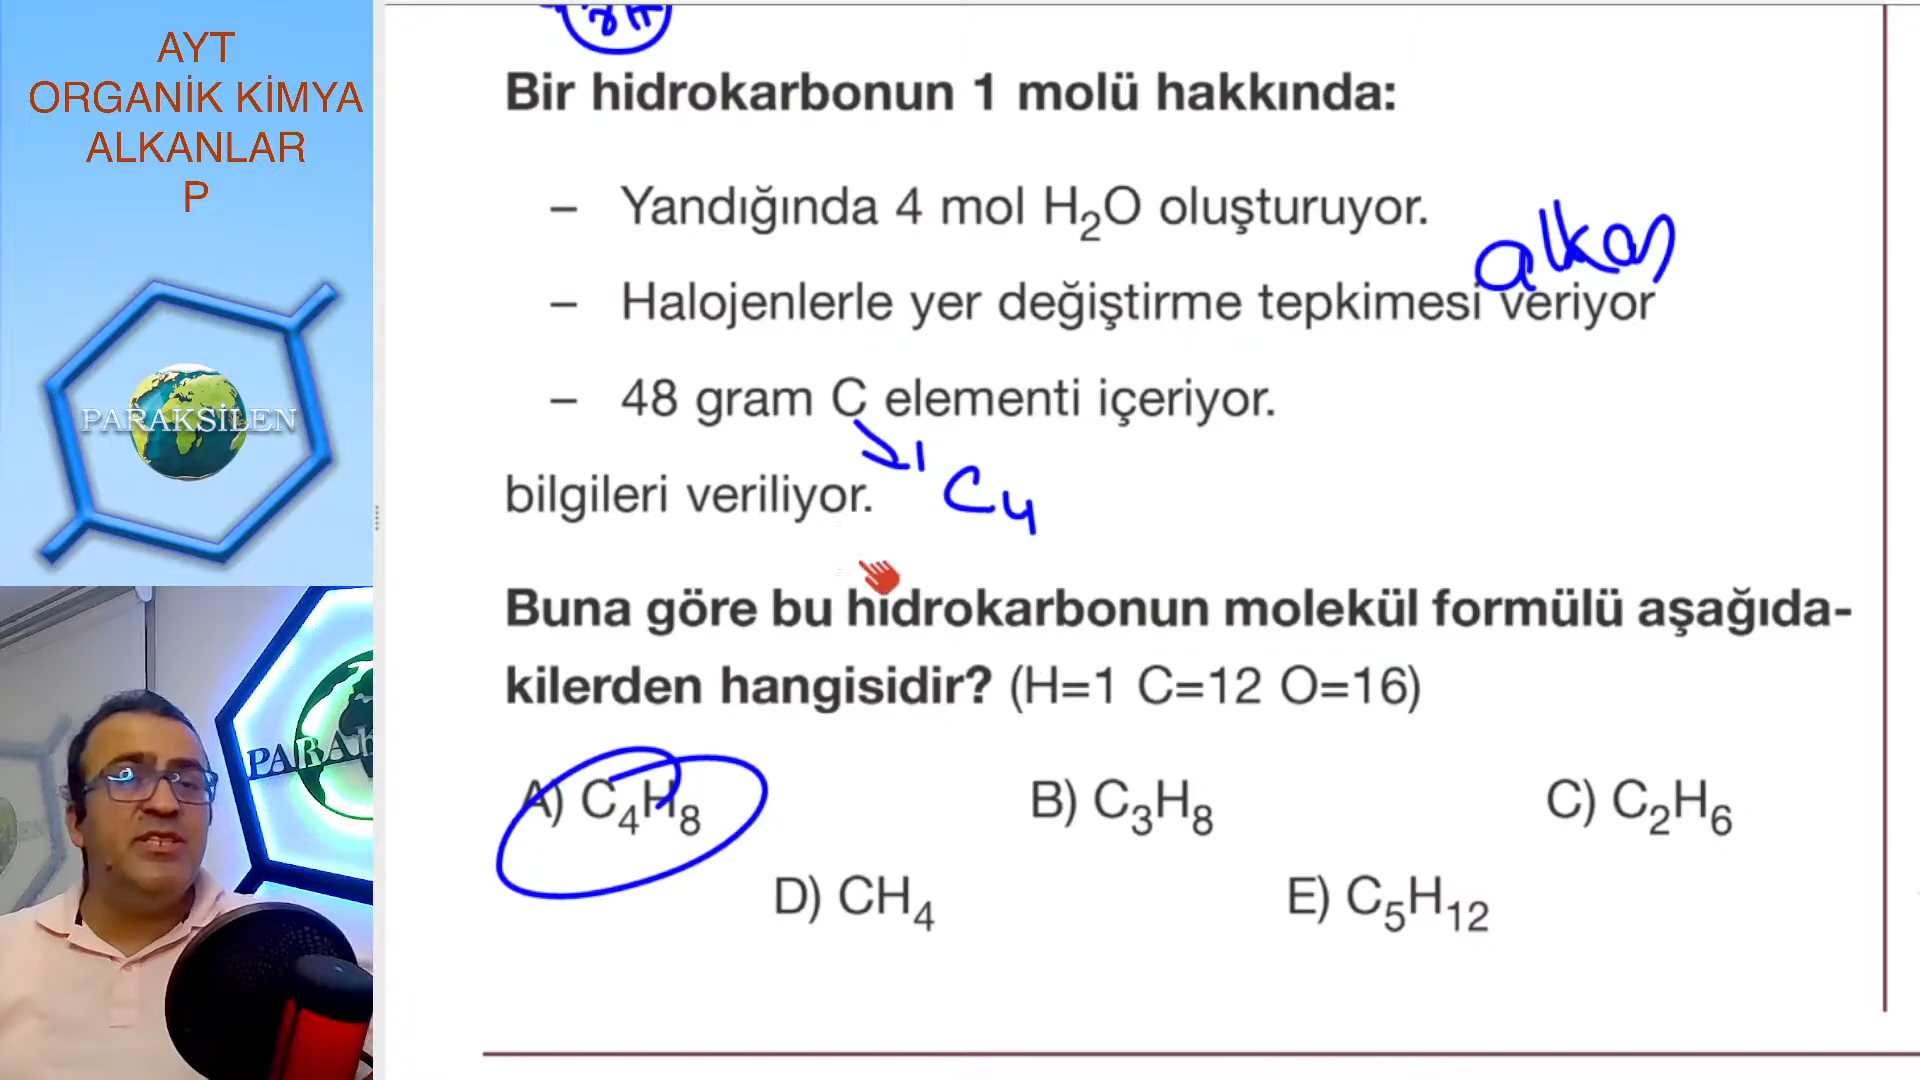 AYT
ORGANİK KİMYA
ALKANLAR
P
PARAKSİLEN
Bir hidrokarbonun 1 molü hakkında:
– Yandığında 4 mol H₂O oluşturuyor.
alkan
– Halojenlerle yer değiştirme tepkimesi veriyor
– 48 gram C elementi içeriyor.
bilgileri veriliyor. C₄
Buna göre bu hidrokarbonun molekül formülü aşağıda-
kilerden hangisidir? (H=1 C=12 O=16)
A) C₄H₈ B) C₃H₈ C) C₂H₆
D) CH₄ E) C₅H₁₂